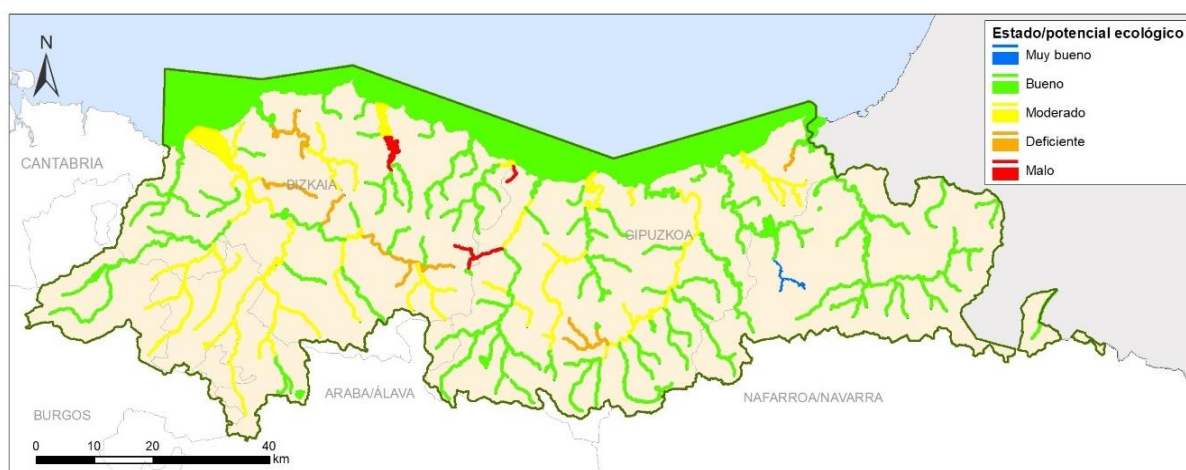 N
Estado/potencial ecológico
Muy bueno
Bueno
Moderado
Deficiente
Malo
CANTABRIA
BIZKAIA
GIPUZKOA
ARABA/ÁLAVA
NAFARROA/NAVARRA
BURGOS
0 10 20 40
km